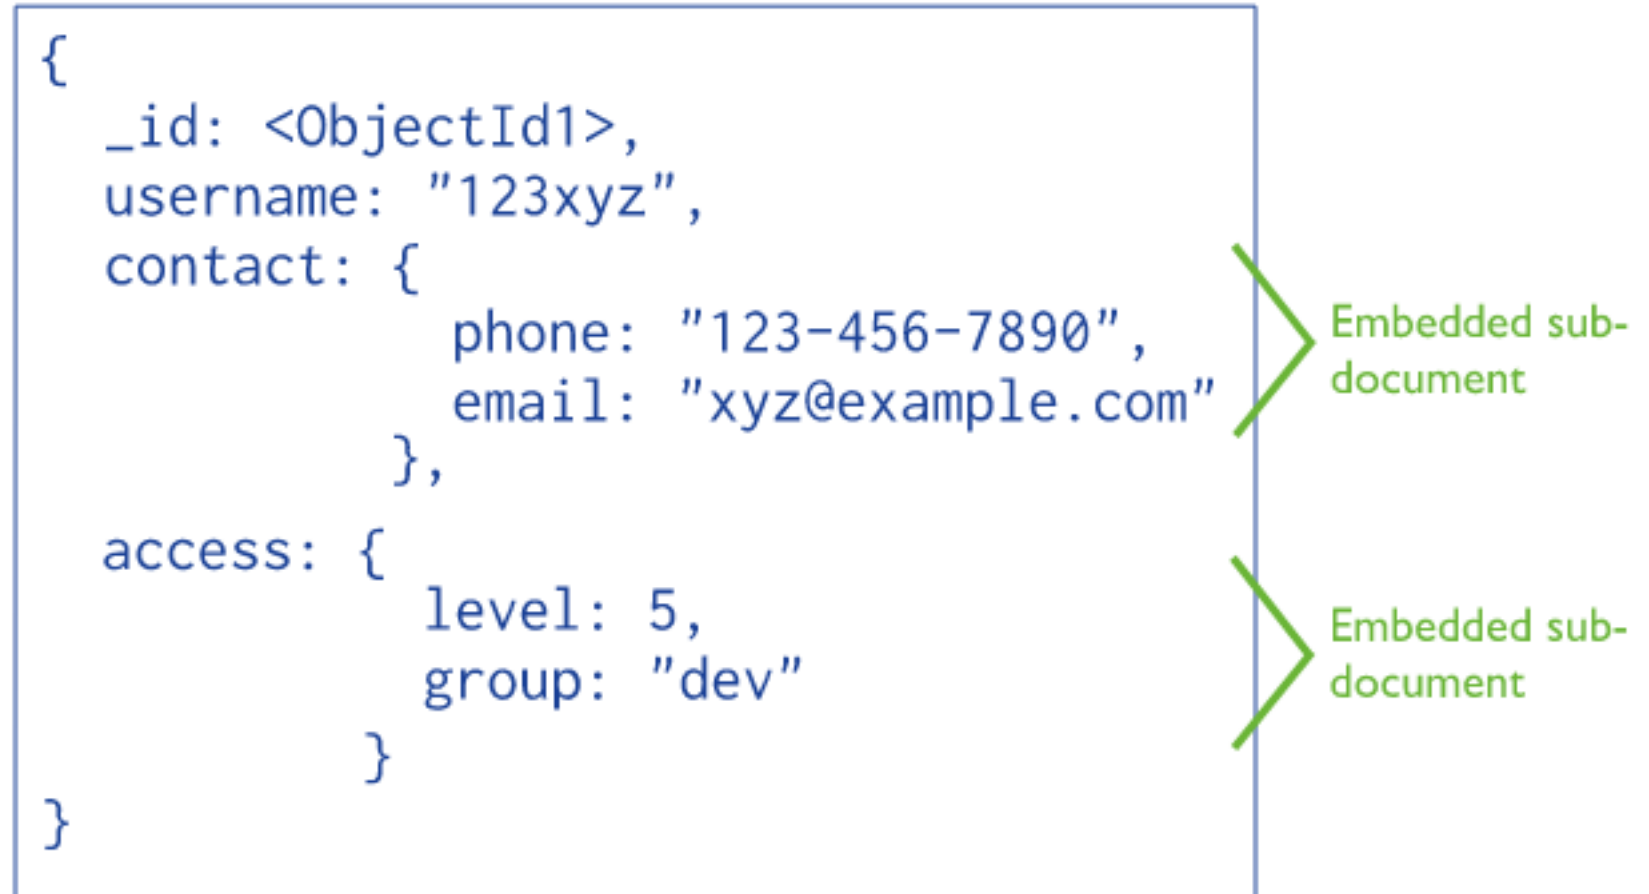 {
_id: <ObjectId1>,
username: "123xyz",
contact: {
phone: "123-456-7890",
email: "xyz@example.com"
},
access: {
level: 5,
group: "dev"
}
}
Embedded sub-
document
Embedded sub-
document